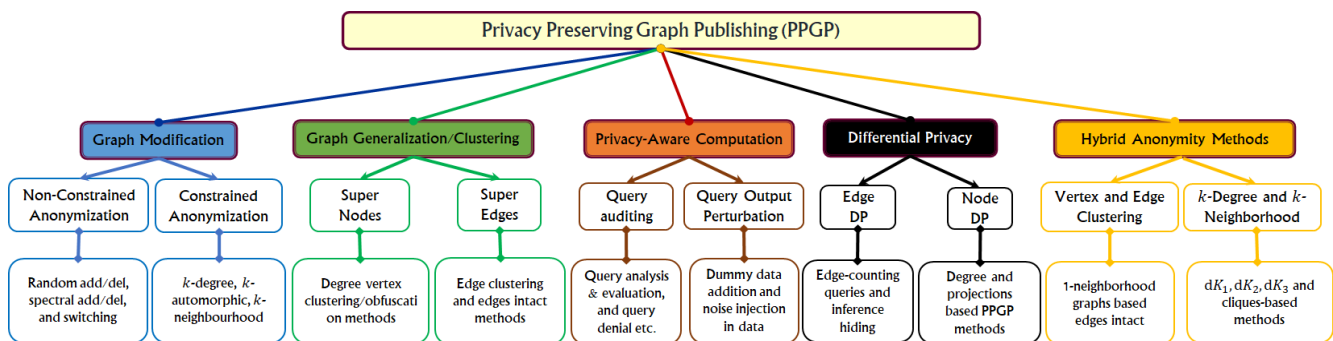 Privacy Preserving Graph Publishing (PPGP)
Graph Modification
Graph Generalization/Clustering
Privacy-Aware Computation
Differential Privacy
Hybrid Anonymity Methods
Non-Constrained
Anonymization
Constrained
Anonymization
Super
Nodes
Super
Edges
Query
auditing
Query Output
Perturbation
Edge
DP
Node
DP
Vertex and Edge
Clustering
k-Degree and k-
Neighborhood
Random add/del,
spectral add/del,
and switching
k-degree, k-
automorphic, k-
neighbourhood
Degree vertex
clustering/obfuscati
on methods
Edge clustering
and edges intact
methods
Query analysis
& evaluation,
and query
denial etc.
Dummy data
addition and
noise injection
in data
Edge-counting
queries and
inference
hiding
Degree and
projections
based PPGP
methods
1-neighborhood
graphs based
edges intact
dK₁, dK₂, dK₃ and
cliques-based
methods